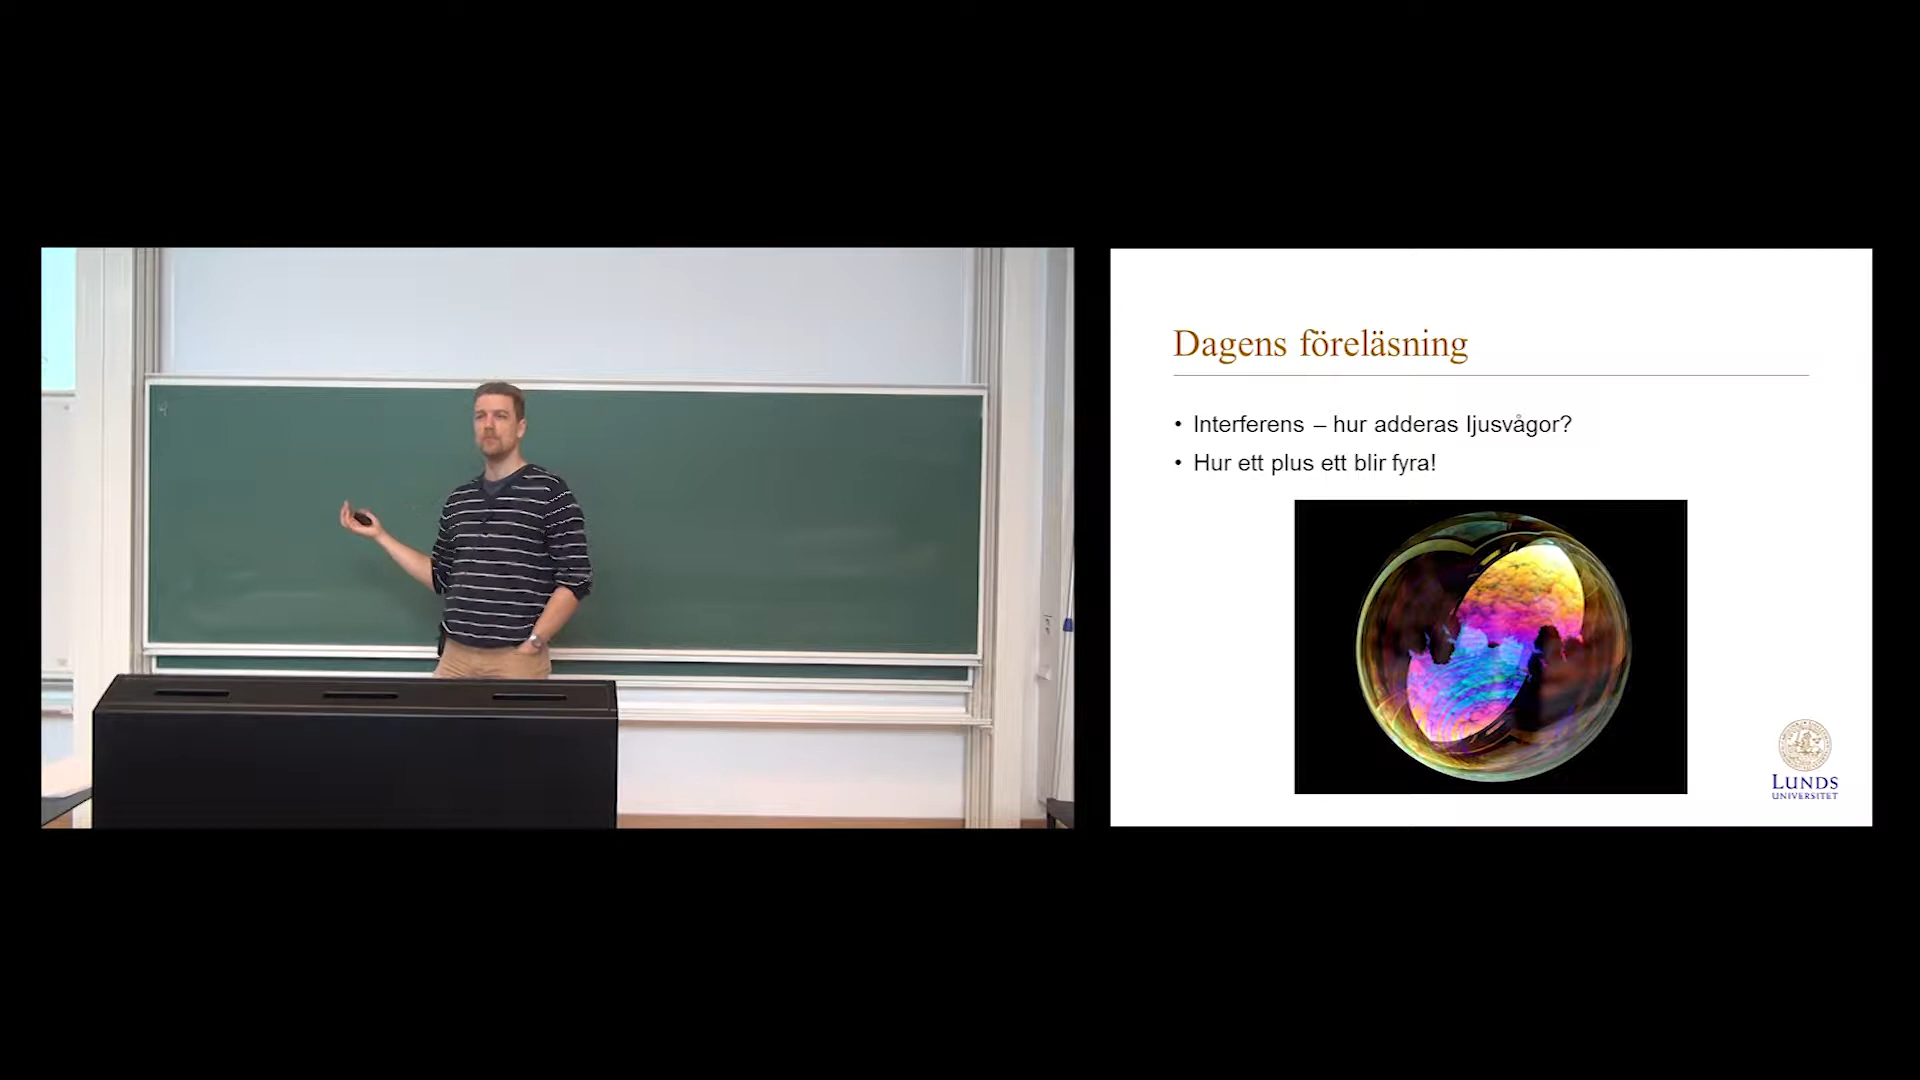 Dagens föreläsning
• Interferens – hur adderas ljusvågor?
• Hur ett plus ett blir fyra!
LUNDS
UNIVERSITET